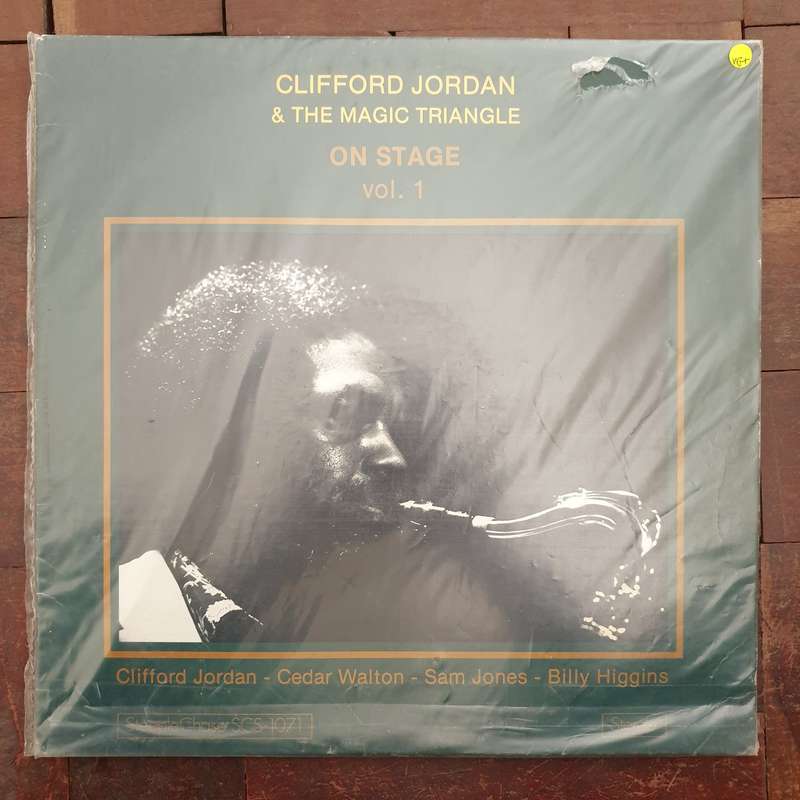 CLIFFORD JORDAN
& THE MAGIC TRIANGLE
ON STAGE
vol. 1
Clifford Jordan - Cedar Walton - Sam Jones - Billy Higgins
SteepleChase SCS-1071